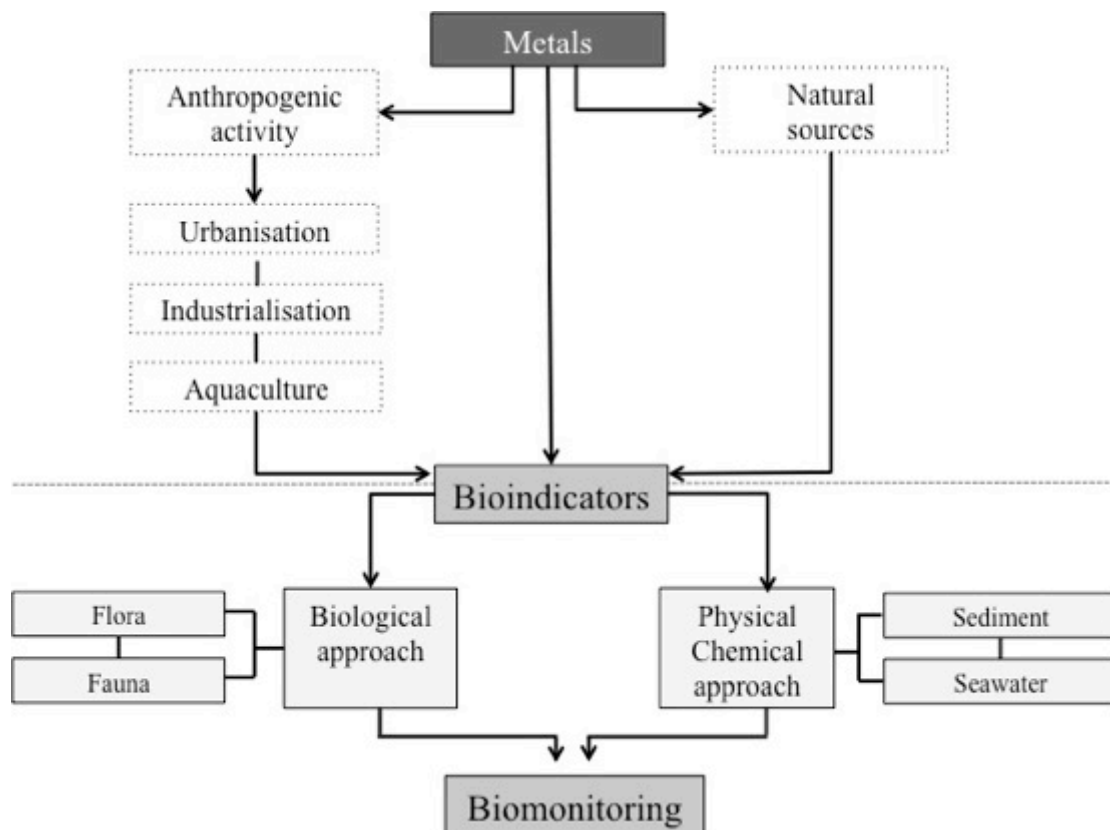 Metals
Anthropogenic
activity
Natural
sources
Urbanisation
Industrialisation
Aquaculture
Bioindicators
Flora
Fauna
Biological
approach
Physical
Chemical
approach
Sediment
Seawater
Biomonitoring